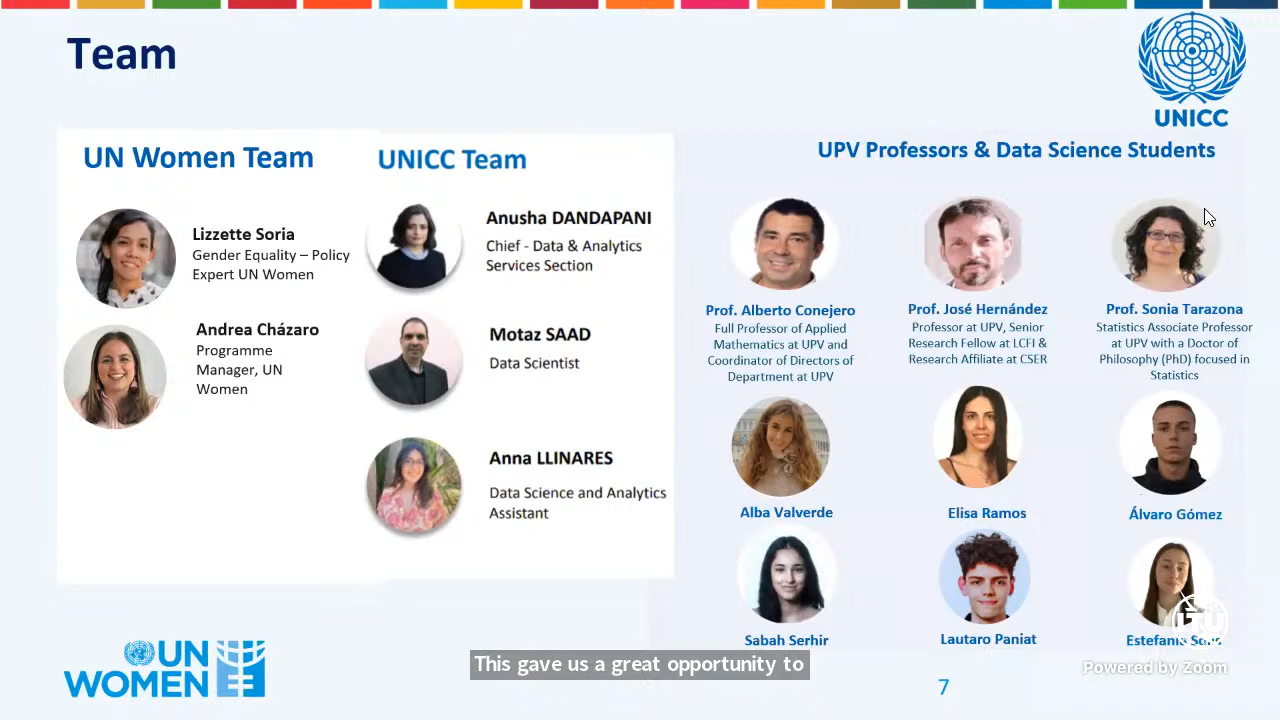 Team
UNICC
UN Women Team
Lizzette Soria
Gender Equality – Policy
Expert UN Women
Andrea Cházaro
Programme
Manager, UN
Women
UNICC Team
Anusha DANDAPANI
Chief - Data & Analytics
Services Section
Motaz SAAD
Data Scientist
Anna LLINARES
Data Science and Analytics
Assistant
UPV Professors & Data Science Students
Prof. Alberto Conejero
Full Professor of Applied
Mathematics at UPV and
Coordinator of Directors of
Department at UPV
Prof. José Hernández
Professor at UPV, Senior
Research Fellow at LCFI &
Research Affiliate at CSER
Prof. Sonia Tarazona
Statistics Associate Professor
at UPV with a Doctor of
Philosophy (PhD) focused in
Statistics
Alba Valverde
Elisa Ramos
Álvaro Gómez
Sabah Serhir
Lautaro Paniat
ITU
UN
WOMEN
This gave us a great opportunity to
Powered by Zoom
7